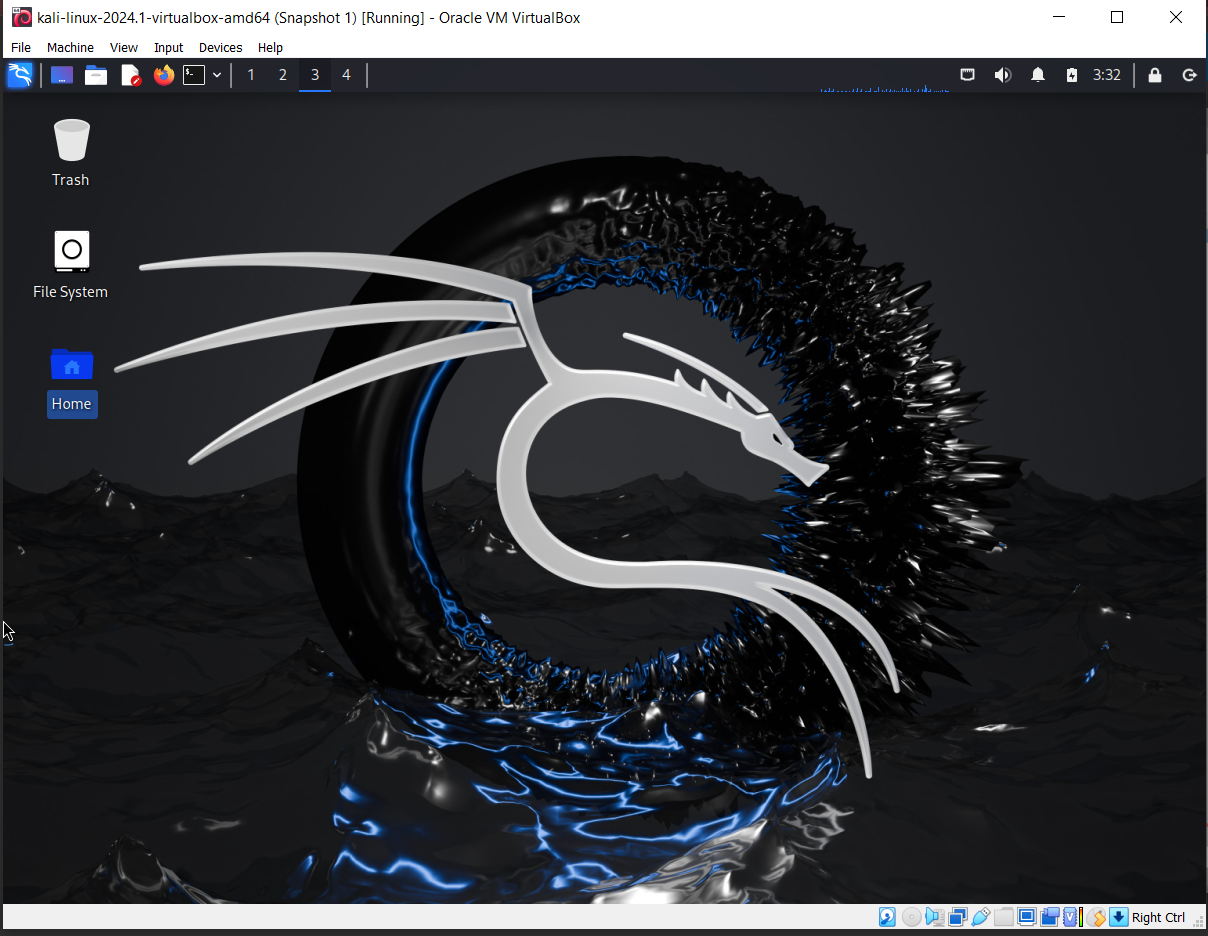 kali-linux-2024.1-virtualbox-amd64 (Snapshot 1) [Running] - Oracle VM VirtualBox
File Machine View Input Devices Help
1 2 3 4 3:32
Trash
File System
Home
Right Ctrl